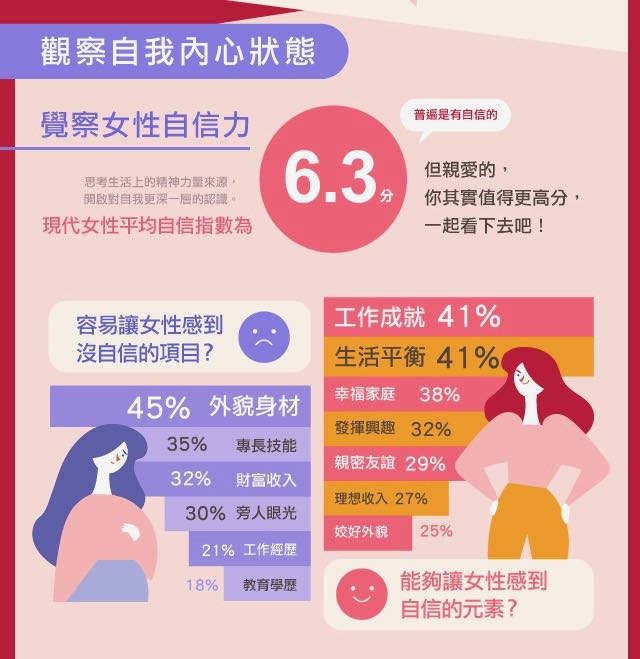 觀察自我內心狀態
覺察女性自信力
思考生活上的精神力量來源，
開啟對自我更深一層的認識。
現代女性平均自信指數為
6.3分
普遍是有自信的
但親愛的，
你其實值得更高分，
一起看下去吧！
容易讓女性感到
沒自信的項目？
45% 外貌身材
35% 專長技能
32% 財富收入
30% 旁人眼光
21% 工作經歷
18% 教育學歷
工作成就 41%
生活平衡 41%
幸福家庭 38%
發揮興趣 32%
親密友誼 29%
理想收入 27%
姣好外貌 25%
能夠讓女性感到
自信的元素？